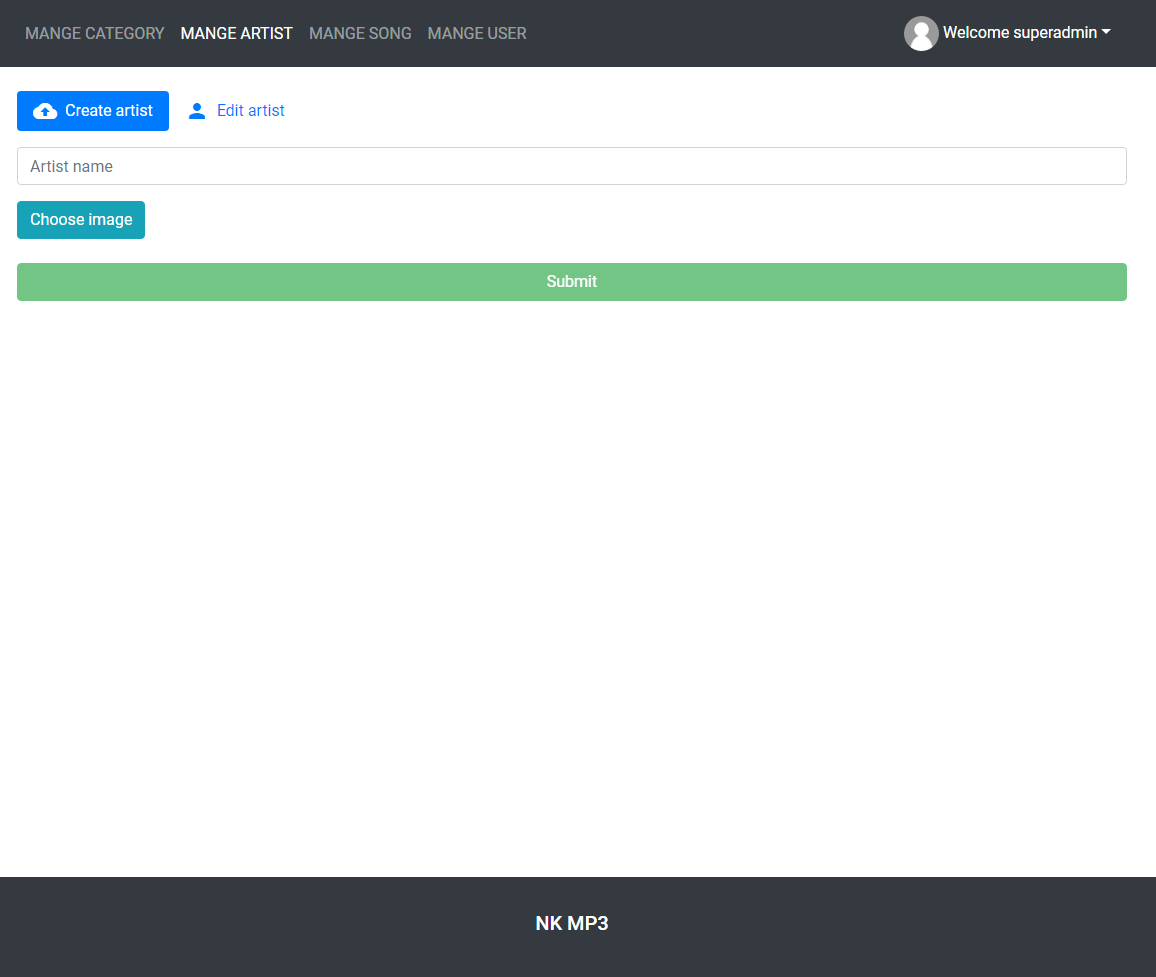 MANGE CATEGORY MANGE ARTIST MANGE SONG MANGE USER Welcome superadmin
Create artist Edit artist
Artist name
Choose image
Submit
NK MP3